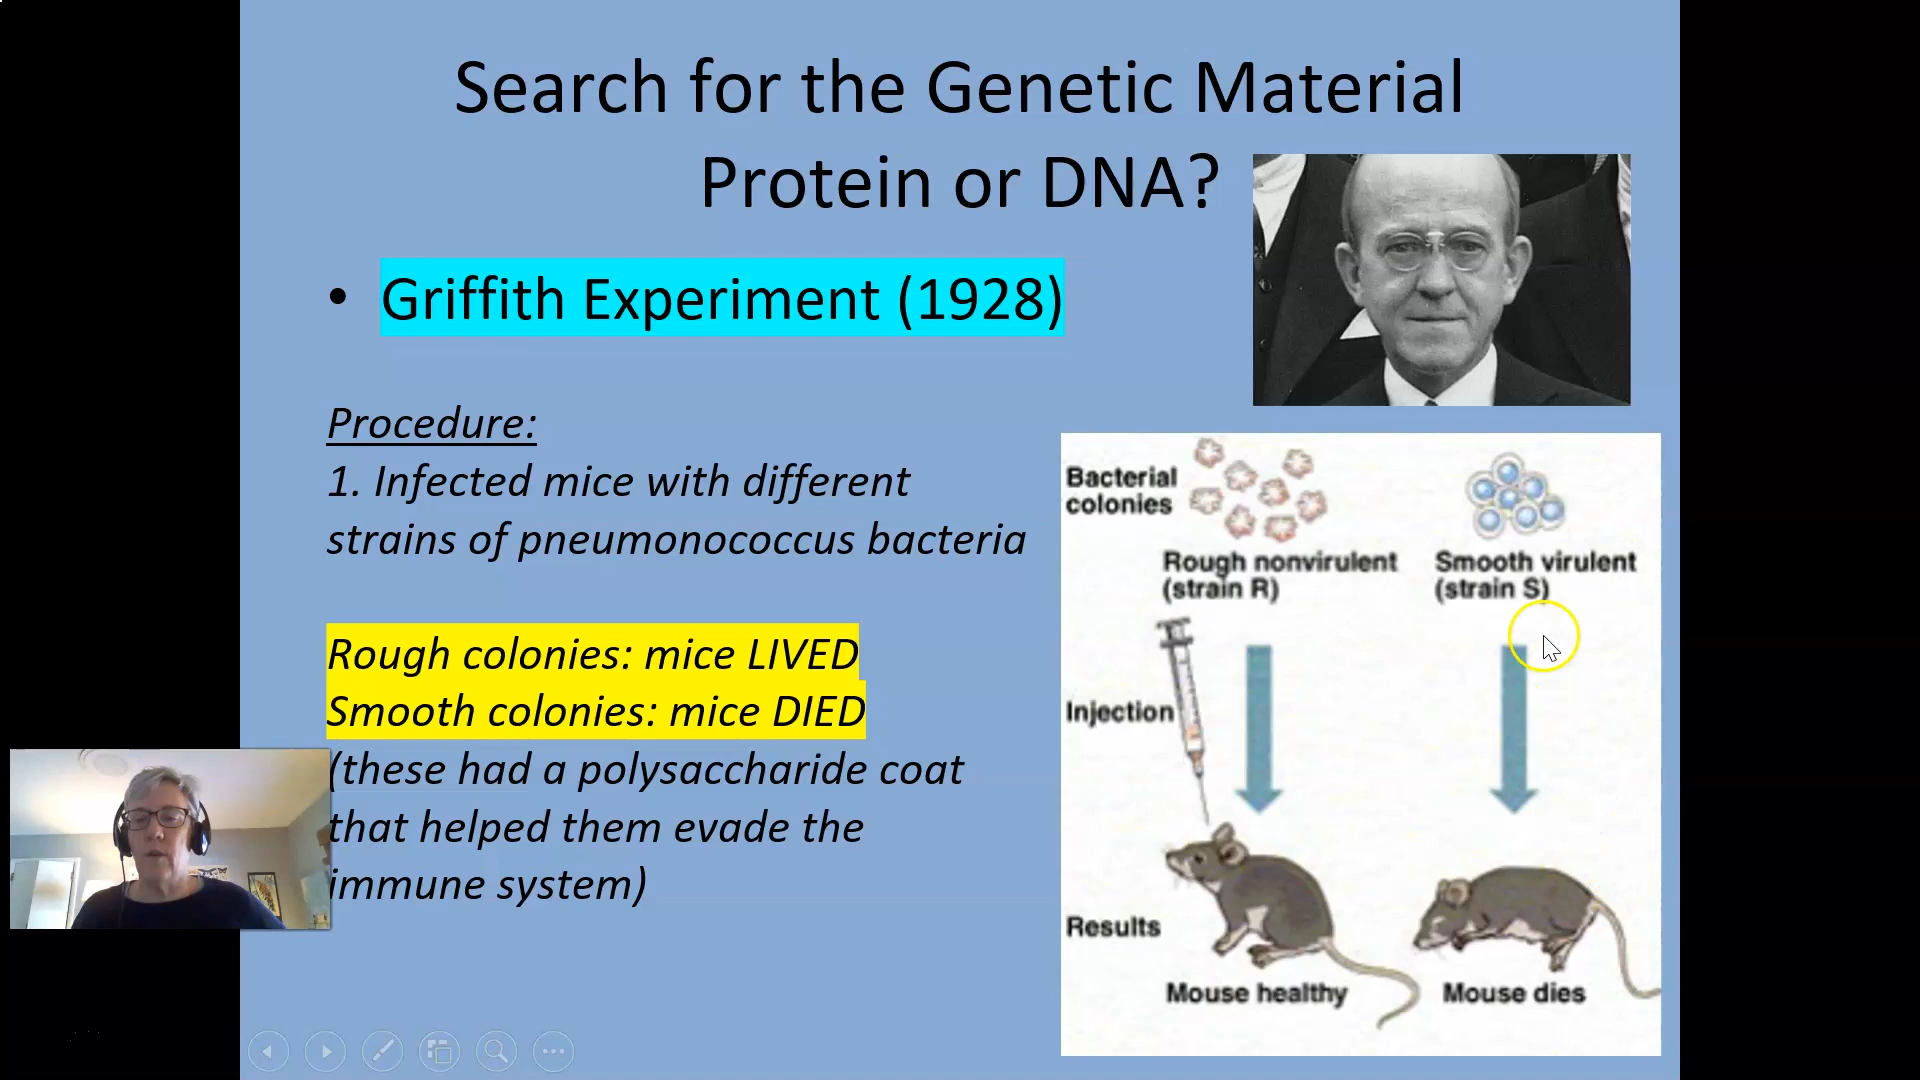 Search for the Genetic Material
Protein or DNA?
• Griffith Experiment (1928)
Procedure:
1. Infected mice with different
strains of pneumonococcus bacteria
Rough colonies: mice LIVED
Smooth colonies: mice DIED
(these had a polysaccharide coat
that helped them evade the
immune system)
Bacterial
colonies
Rough nonvirulent
(strain R)
Smooth virulent
(strain S)
Injection
Results
Mouse healthy
Mouse dies